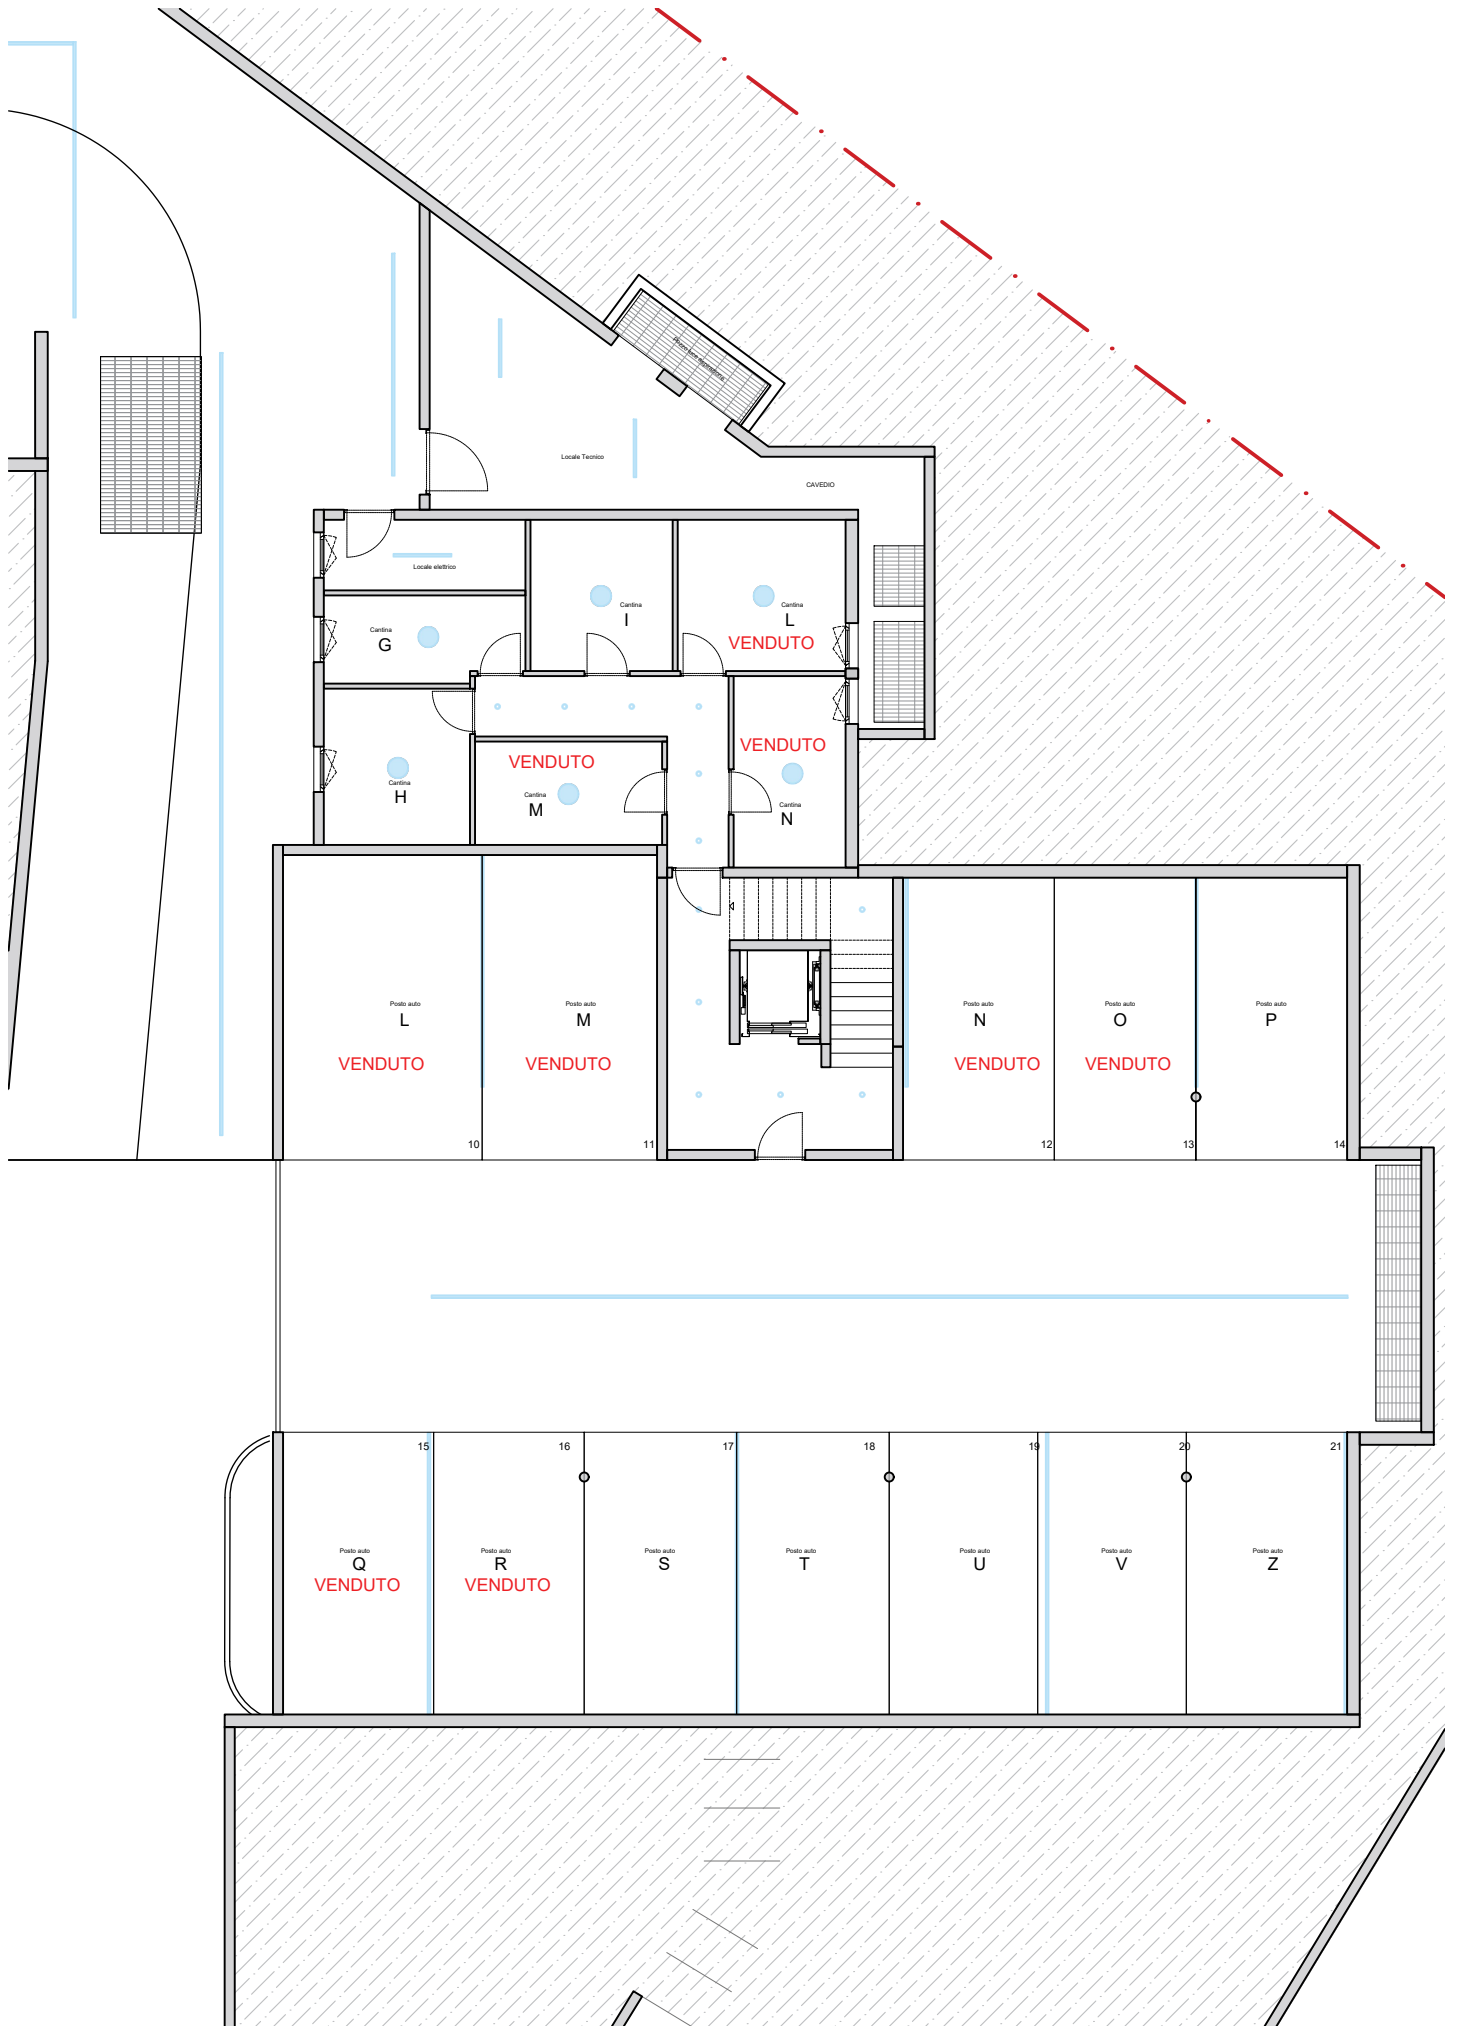 Locale Tecnico
CAVEDIO
Locale elettrico
Cantina
G
Cantina
I
Cantina
L
VENDUTO
Cantina
H
VENDUTO
Cantina
M
VENDUTO
Cantina
N
Posto auto
L
VENDUTO
10
Posto auto
M
VENDUTO
11
Posto auto
N
VENDUTO
12
Posto auto
O
VENDUTO
13
Posto auto
P
14
15
16
17
18
19
20
21
Posto auto
Q
VENDUTO
Posto auto
R
VENDUTO
Posto auto
S
Posto auto
T
Posto auto
U
Posto auto
V
Posto auto
Z